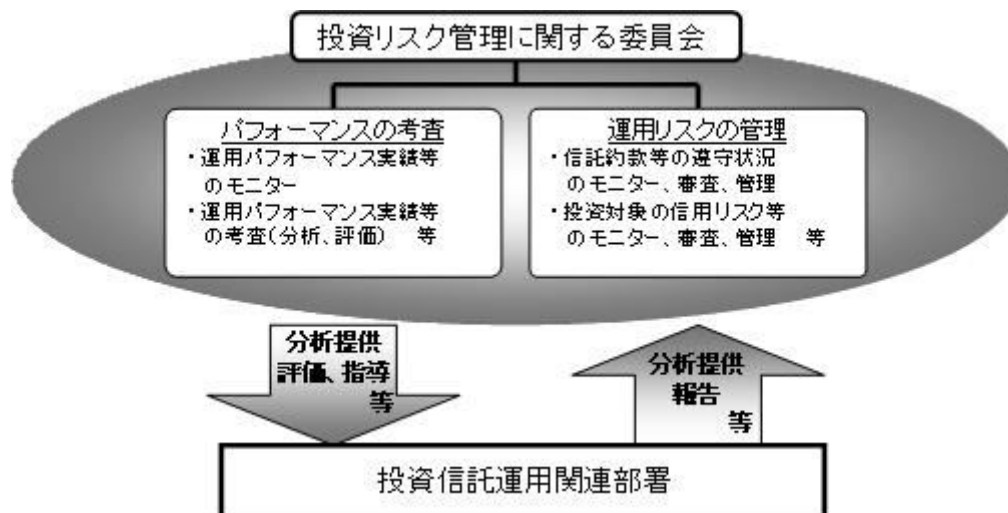 投資リスク管理に関する委員会
パフォーマンスの考査
・運用パフォーマンス実績等
のモニター
・運用パフォーマンス実績等
の考査(分析、評価) 等
運用リスクの管理
・信託約款等の遵守状況
のモニター、審査、管理
・投資対象の信用リスク等
のモニター、審査、管理 等
分析提供
評価、指導
等
分析提供
報告
等
投資信託運用関連部署